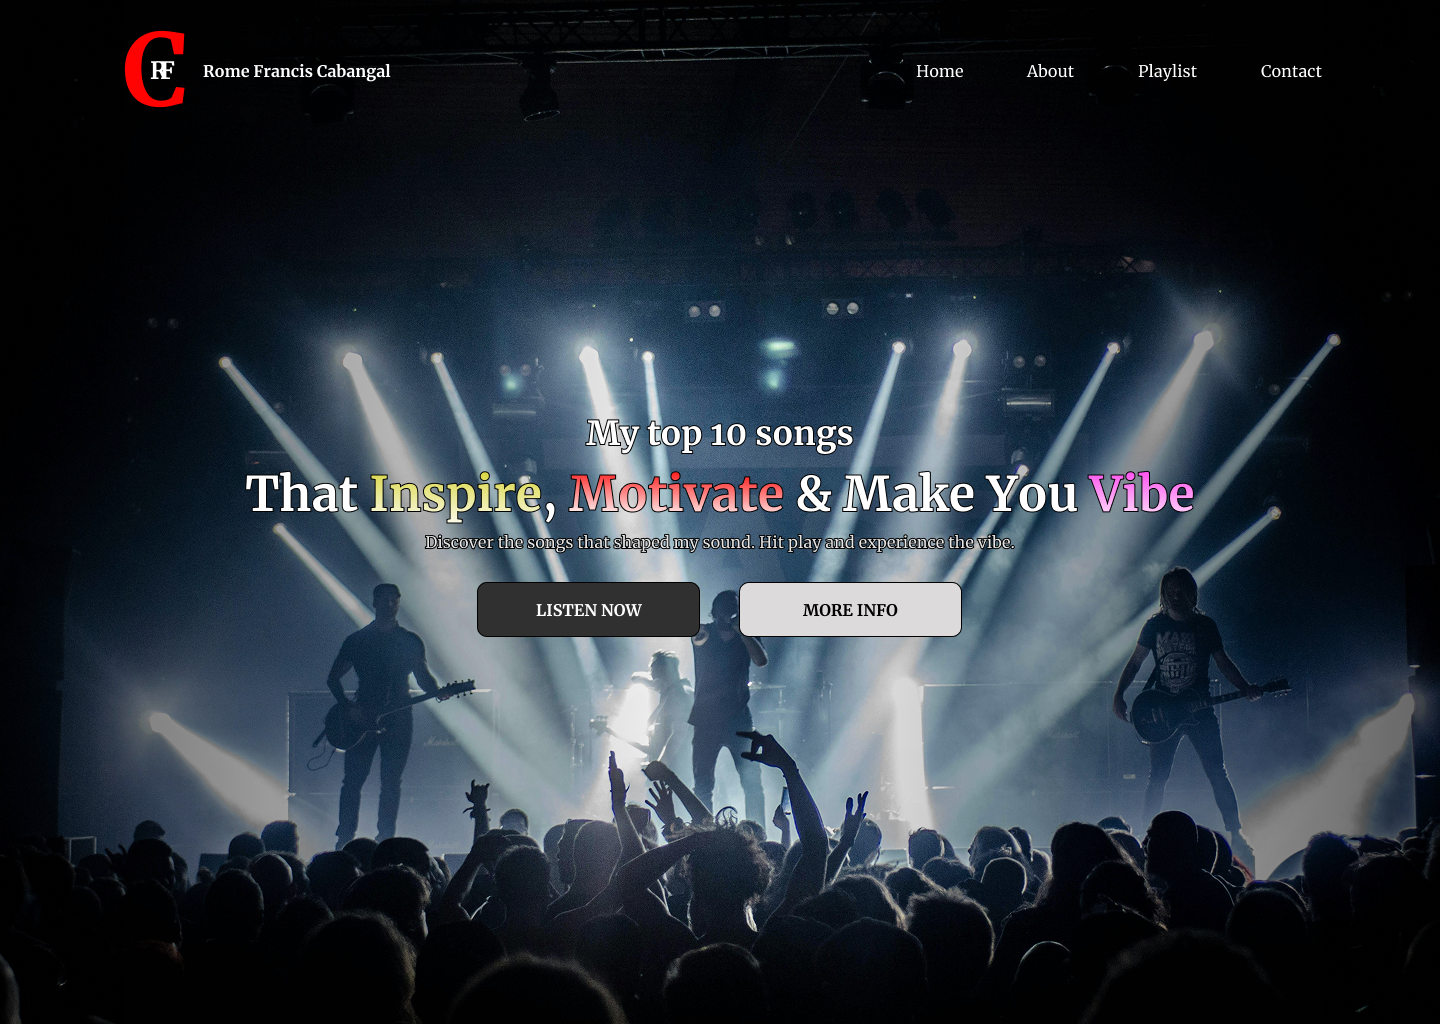 C
RF
Rome Francis Cabangal
Home
About
Playlist
Contact
My top 10 songs
That Inspire, Motivate & Make You Vibe
Discover the songs that shaped my sound. Hit play and experience the vibe.
LISTEN NOW
MORE INFO